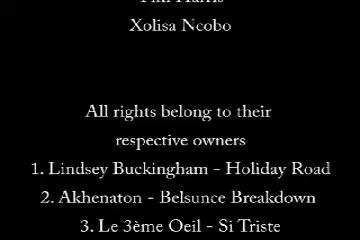 Xolisa Ncobo
All rights belong to their
respective owners
1. Lindsey Buckingham - Holiday Road
2. Akhenaton - Belsunce Breakdown
3. Le 3ème Oeil - Si Triste